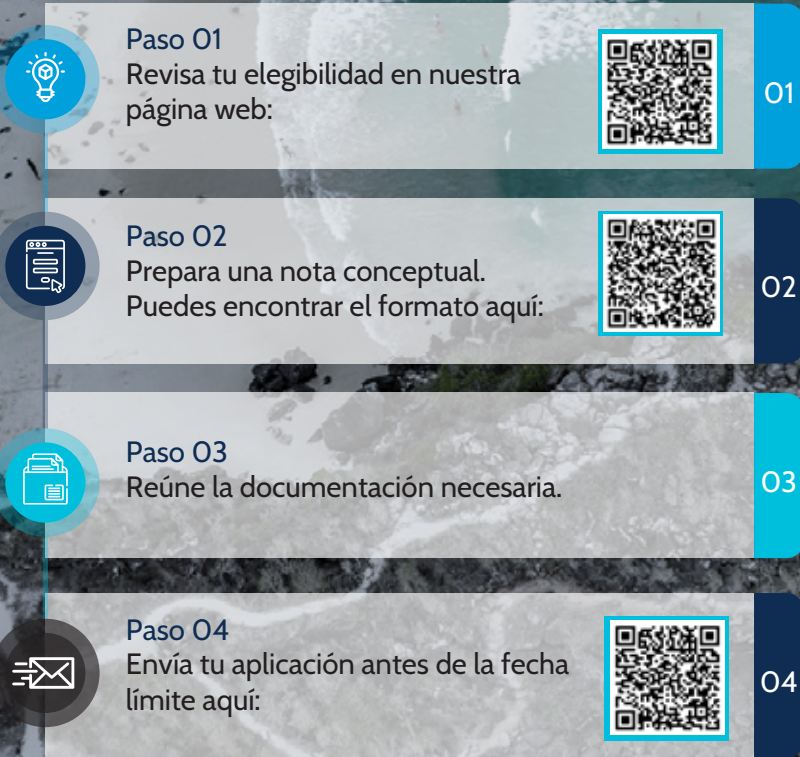 Paso 01
Revisa tu elegibilidad en nuestra
página web:
01
Paso 02
Prepara una nota conceptual.
Puedes encontrar el formato aquí:
02
Paso 03
Reúne la documentación necesaria.
03
Paso 04
Envía tu aplicación antes de la fecha
límite aquí:
04